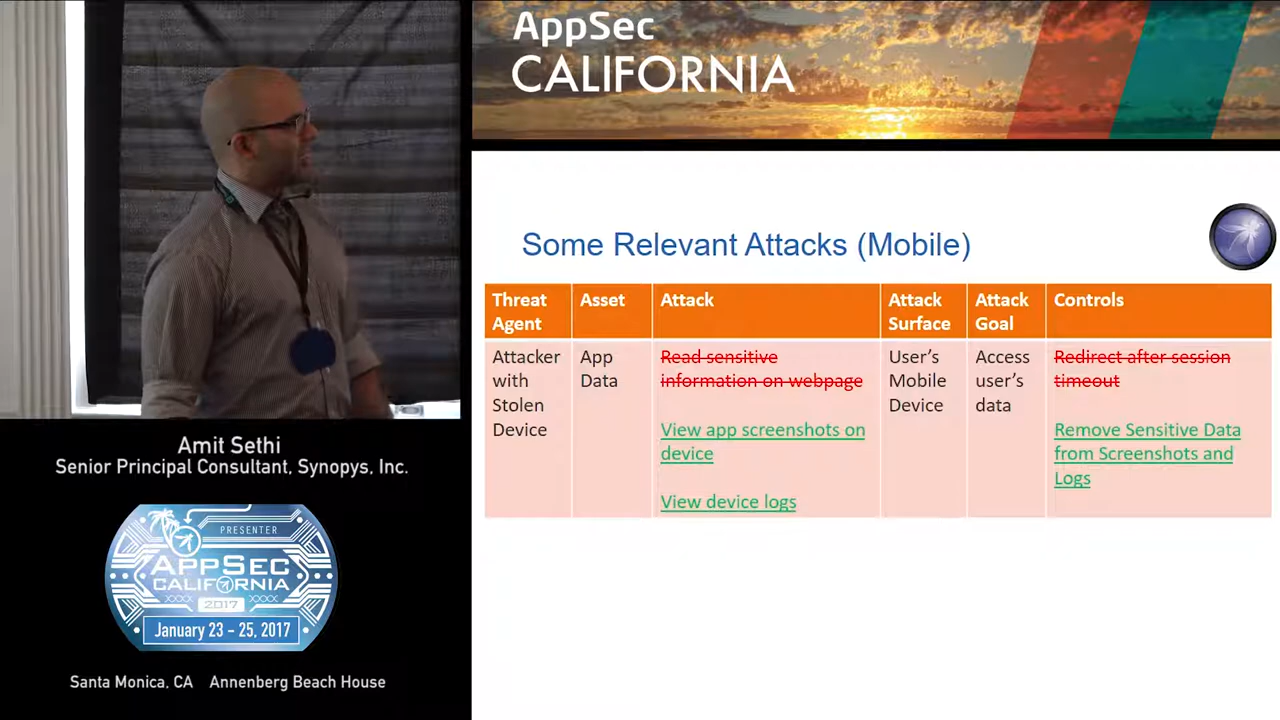 AppSec
CALIFORNIA
Some Relevant Attacks (Mobile)
Threat
Agent
Asset
Attack
Attack
Surface
Attack
Goal
Controls
Attacker
with
Stolen
Device
App
Data
Read sensitive
information on webpage
View app screenshots on
device
View device logs
User's
Mobile
Device
Access
user's
data
Redirect after session
timeout
Remove Sensitive Data
from Screenshots and
Logs
Amit Sethi
Senior Principal Consultant, Synopys, Inc.
PRESENTER
APPSEC
CALIFORNIA
2017
January 23 - 25, 2017
Santa Monica, CA Annenberg Beach House